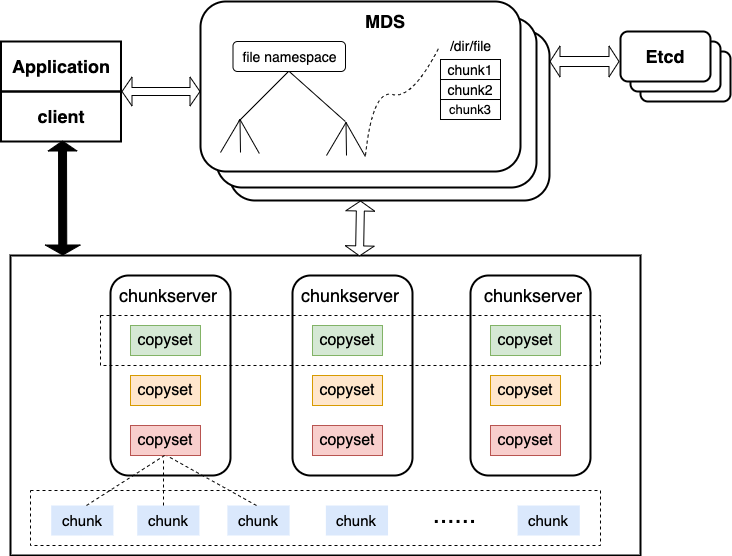 MDS
Application
client
file namespace
/dir/file
chunk1
chunk2
chunk3
Etcd
chunkserver chunkserver chunkserver
copyset copyset copyset
copyset copyset copyset
copyset copyset copyset
chunk chunk chunk chunk ...... chunk